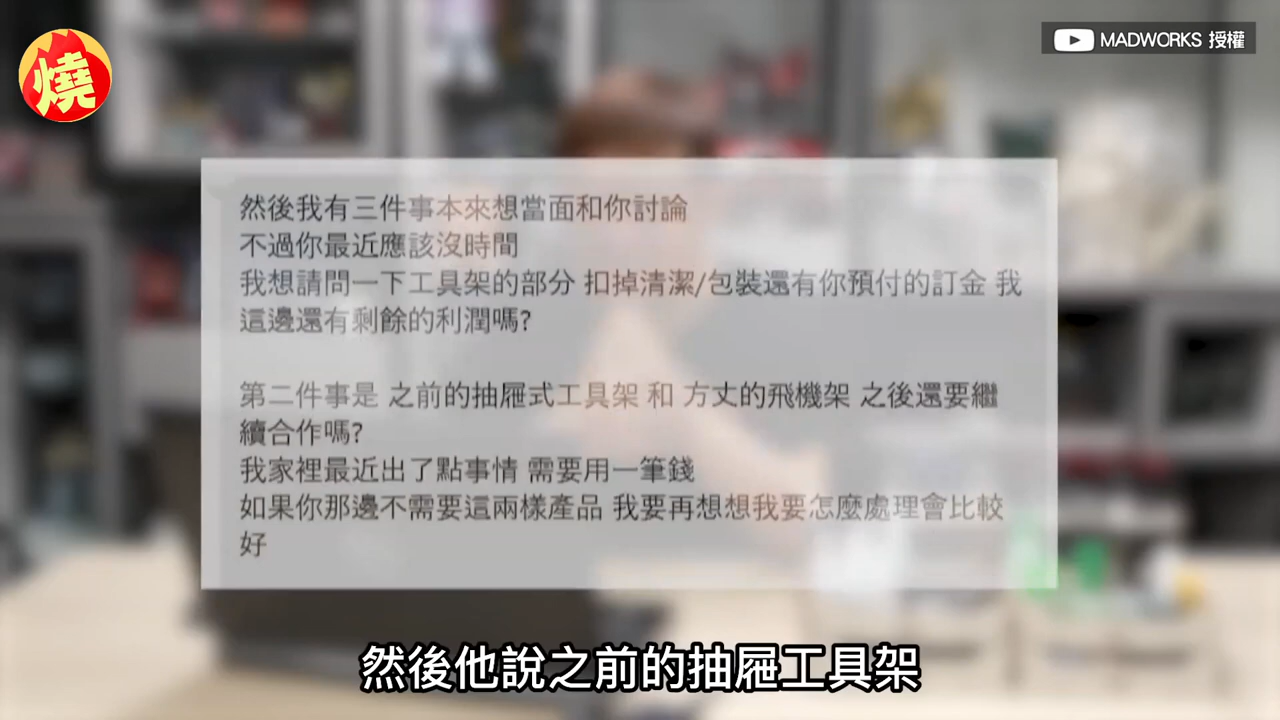 燒
MADWORKS 授權
然後我有三件事本來想當面和你討論
不過你最近應該沒時間
我想請問一下工具架的部分 扣掉清潔/包裝還有你預付的訂金 我
這邊還有剩餘的利潤嗎?
第二件事是 之前的抽屜式工具架 和 方丈的飛機架 之後還要繼
續合作嗎?
我家裡最近出了點事情 需要用一筆錢
如果你那邊不需要這兩樣產品 我要再想想我要怎麼處理會比較
好
然後他說之前的抽屜工具架